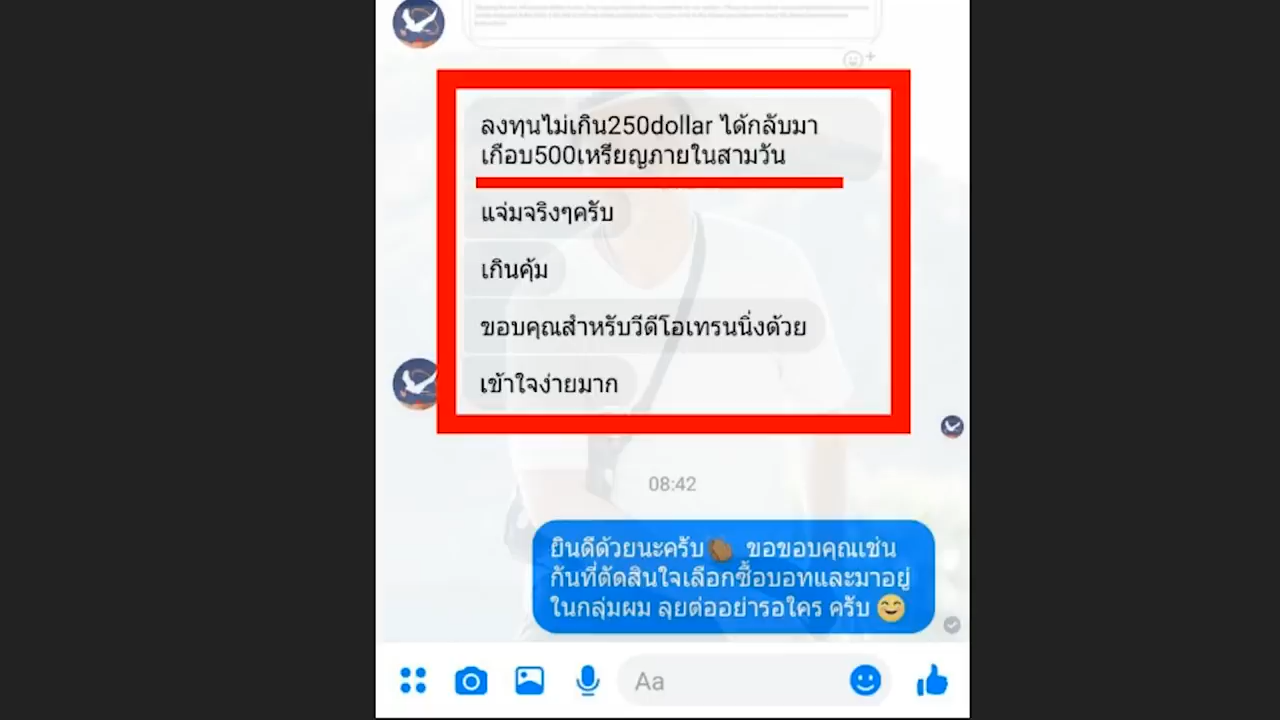 ลงทุนไม่เกิน250dollar ได้กลับมา
เกือบ500เหรียญภายในสามวัน
แจ่มจริงๆครับ
เกินคุ้ม
ขอบคุณสำหรับวีดีโอเทรนนิ่งด้วย
เข้าใจง่ายมาก
08:42
ยินดีด้วยนะครับ👏🏾 ขอขอบคุณเช่น
กันที่ตัดสินใจเลือกซื้อบอทและมาอยู่
ในกลุ่มผม ลุยต่ออย่ารอใคร ครับ😊
Aa